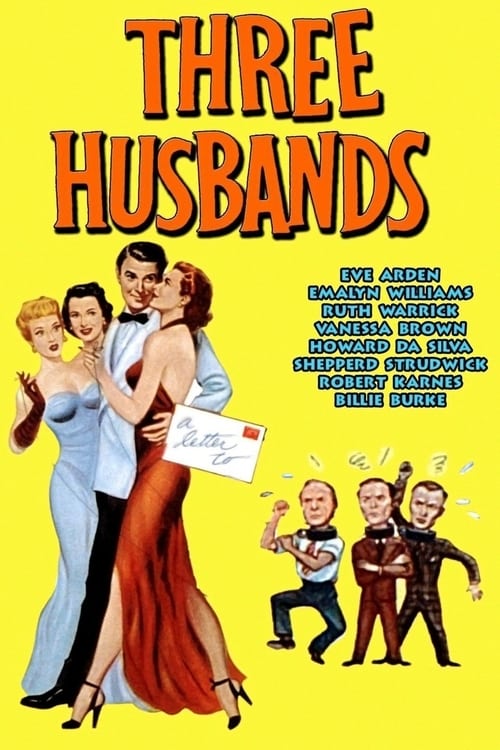 THREE
HUSBANDS
EVE ARDEN
EMALYN WILLIAMS
RUTH WARRICK
VANESSA BROWN
HOWARD DA SILVA
SHEPPERD STRUDWICK
ROBERT KARNES
BILLIE BURKE
a
letter
to